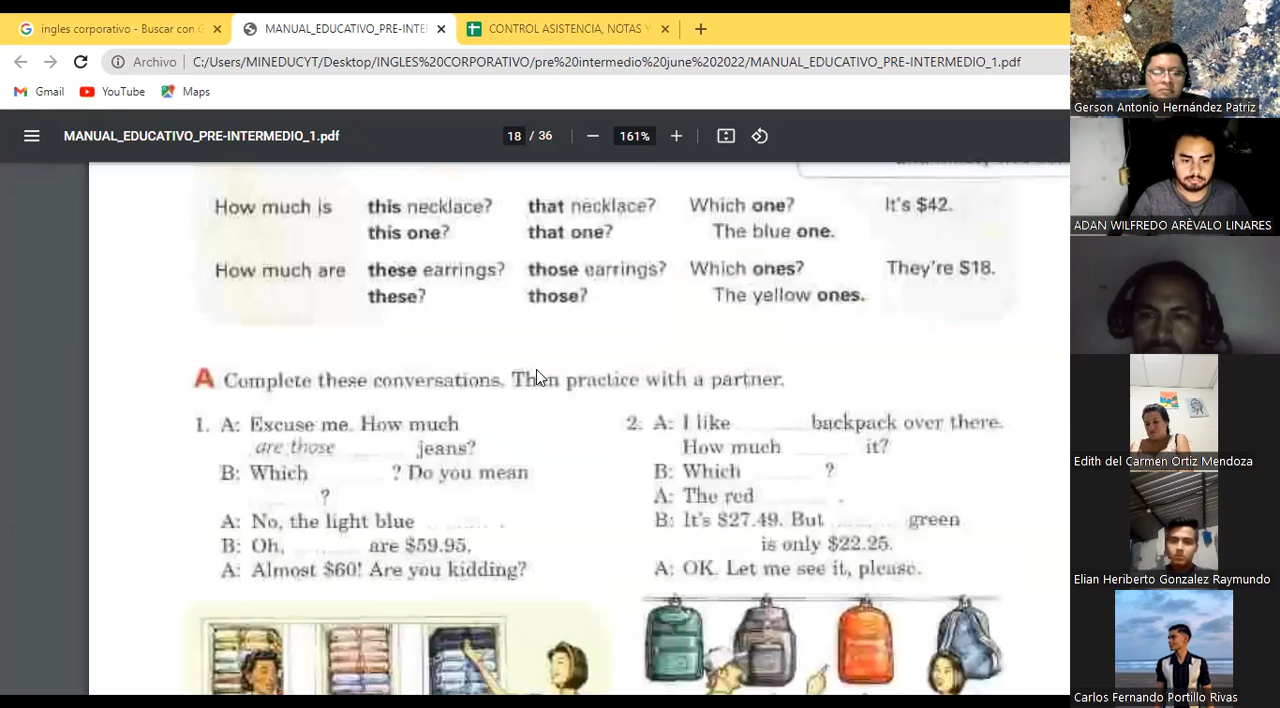 ingles corporativo - Buscar con G
MANUAL_EDUCATIVO_PRE-INTE
CONTROL ASISTENCIA, NOTAS Y
Archivo C:/Users/MINEDUCYT/Desktop/INGLES%20CORPORATIVO/pre%20intermedio%20june%202022/MANUAL_EDUCATIVO_PRE-INTERMEDIO_1.pdf
Gmail YouTube Maps
MANUAL_EDUCATIVO_PRE-INTERMEDIO_1.pdf 18 / 36 161%
How much is this necklace? that necklace? Which one? It's $42.
this one? that one? The blue one.
How much are these earrings? those earrings? Which ones? They're $18.
these? those? The yellow ones.
A Complete these conversations. Then practice with a partner.
1. A: Excuse me. How much
are those jeans?
B: Which ? Do you mean
?
A: No, the light blue .
B: Oh, are $59.95.
A: Almost $60! Are you kidding?
2. A: I like backpack over there.
How much it?
B: Which ?
A: The red .
B: It's $27.49. But green
is only $22.25.
A: OK. Let me see it, please.
Gerson Antonio Hernández Patriz
ADAN WILFREDO ARÈVALO LINARES
Edith del Carmen Ortiz Mendoza
Elian Heriberto Gonzalez Raymundo
Carlos Fernando Portillo Rivas